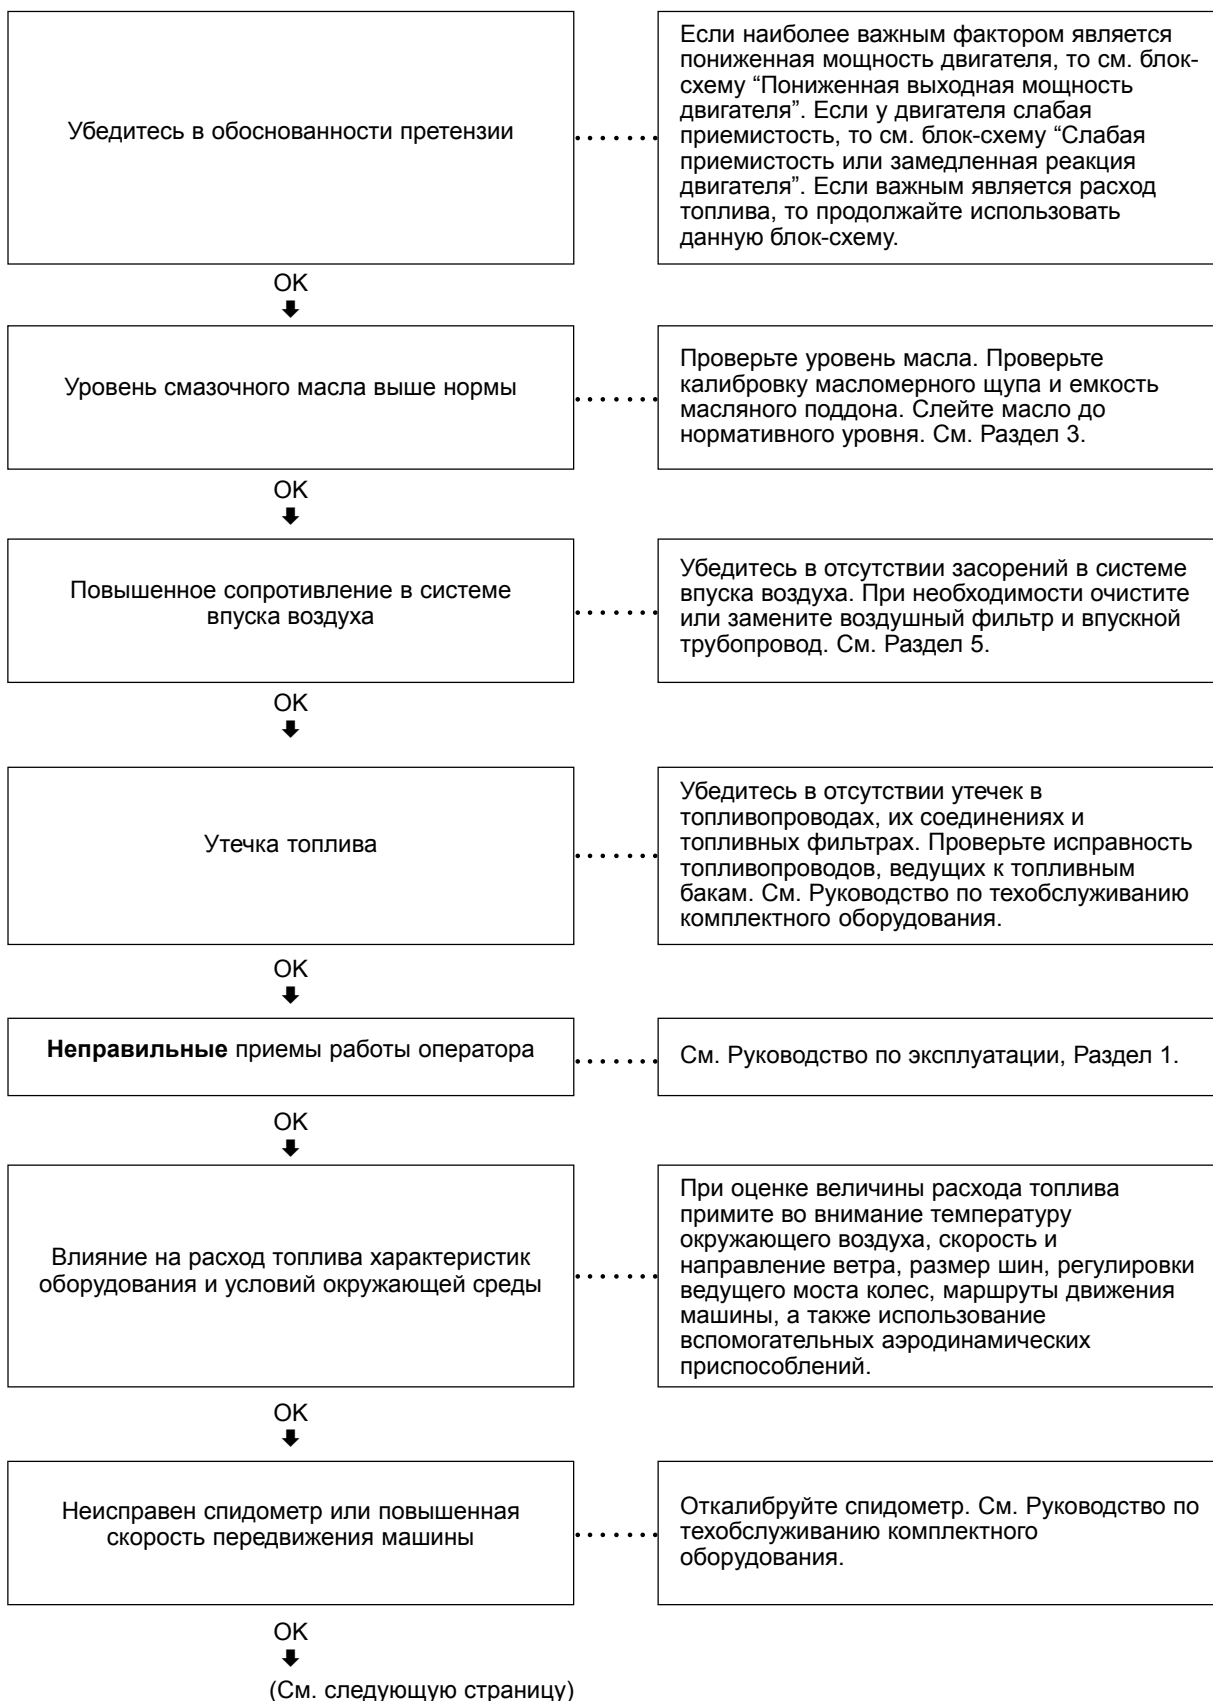 Убедитесь в обоснованности претензии
Если наиболее важным фактором является
пониженная мощность двигателя, то см. блок-
схему “Пониженная выходная мощность
двигателя”. Если у двигателя слабая
приемистость, то см. блок-схему “Слабая
приемистость или замедленная реакция
двигателя”. Если важным является расход
топлива, то продолжайте использовать
данную блок-схему.
OK
Уровень смазочного масла выше нормы
Проверьте уровень масла. Проверьте
калибровку масломерного щупа и емкость
масляного поддона. Слейте масло до
нормативного уровня. См. Раздел 3.
OK
Повышенное сопротивление в системе
впуска воздуха
Убедитесь в отсутствии засорений в системе
впуска воздуха. При необходимости очистите
или замените воздушный фильтр и впускной
трубопровод. См. Раздел 5.
OK
Утечка топлива
Убедитесь в отсутствии утечек в
топливопроводах, их соединениях и
топливных фильтрах. Проверьте исправность
топливопроводов, ведущих к топливным
бакам. См. Руководство по техобслуживанию
комплектного оборудования.
OK
Неправильные приемы работы оператора
См. Руководство по эксплуатации, Раздел 1.
OK
Влияние на расход топлива характеристик
оборудования и условий окружающей среды
При оценке величины расхода топлива
примите во внимание температуру
окружающего воздуха, скорость и
направление ветра, размер шин, регулировки
ведущего моста колес, маршруты движения
машины, а также использование
вспомогательных аэродинамических
приспособлений.
OK
Неисправен спидометр или повышенная
скорость передвижения машины
Откалибруйте спидометр. См. Руководство по
техобслуживанию комплектного
оборудования.
OK
(См. следующую страницу)